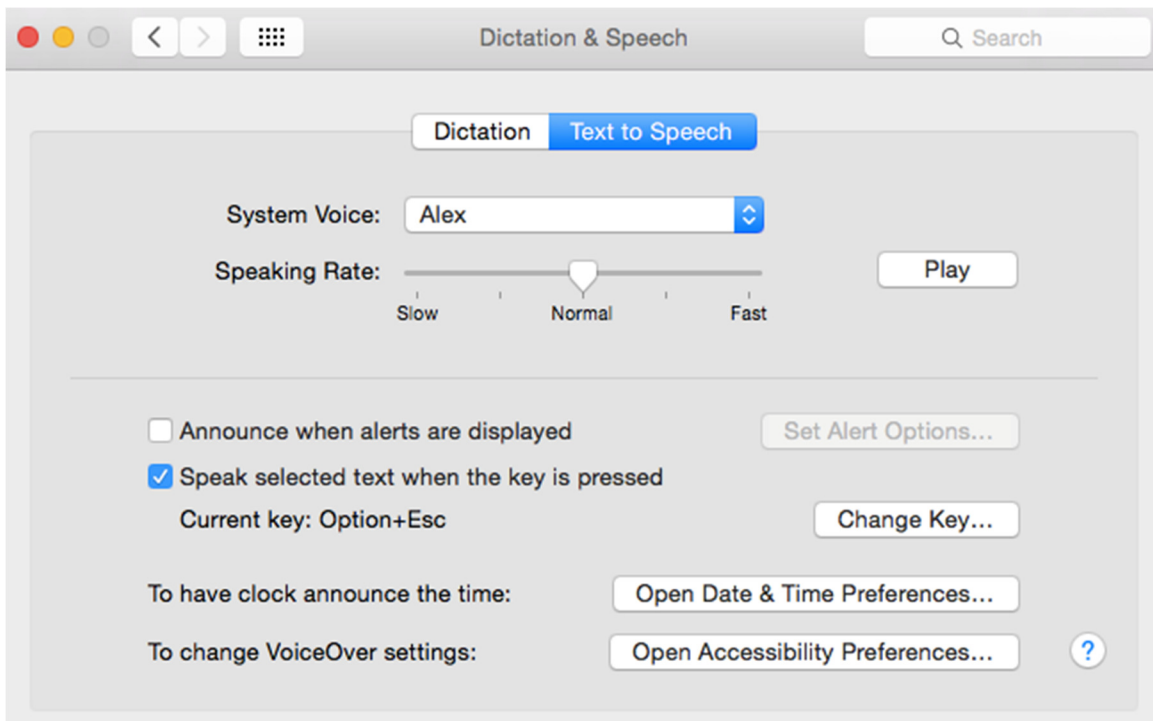 Dictation & Speech
Search
Dictation
Text to Speech
System Voice: Alex
Speaking Rate:
Play
Slow Normal Fast
Announce when alerts are displayed
Set Alert Options...
Speak selected text when the key is pressed
Current key: Option+Esc
Change Key...
To have clock announce the time:
Open Date & Time Preferences...
To change VoiceOver settings:
Open Accessibility Preferences...
?